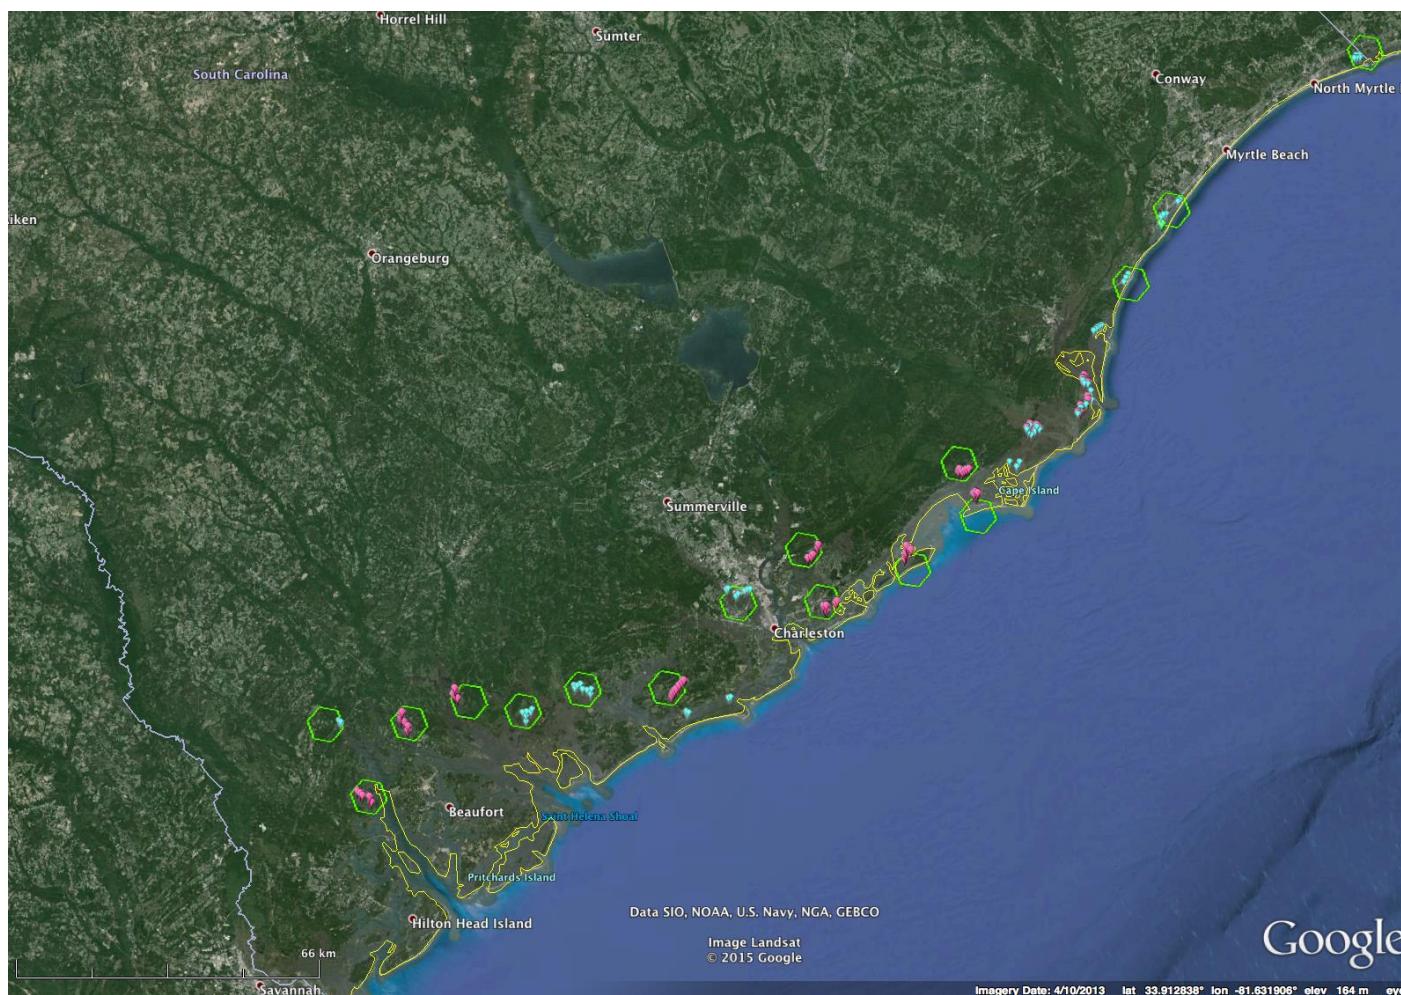 Horrel Hill
Sumter
South Carolina
Conway
North Myrtle
Myrtle Beach
iken
Orangeburg
Summerville
Cape Island
Charleston
Beaufort
Saint Helena Shoal
Pritchards Island
Hilton Head Island
Data SIO, NOAA, U.S. Navy, NGA, GEBCO
Image Landsat
© 2015 Google
Google
66 km
Savannah
Imagery Date: 4/10/2013 lat 33.912838° lon -81.631906° elev 164 m eye